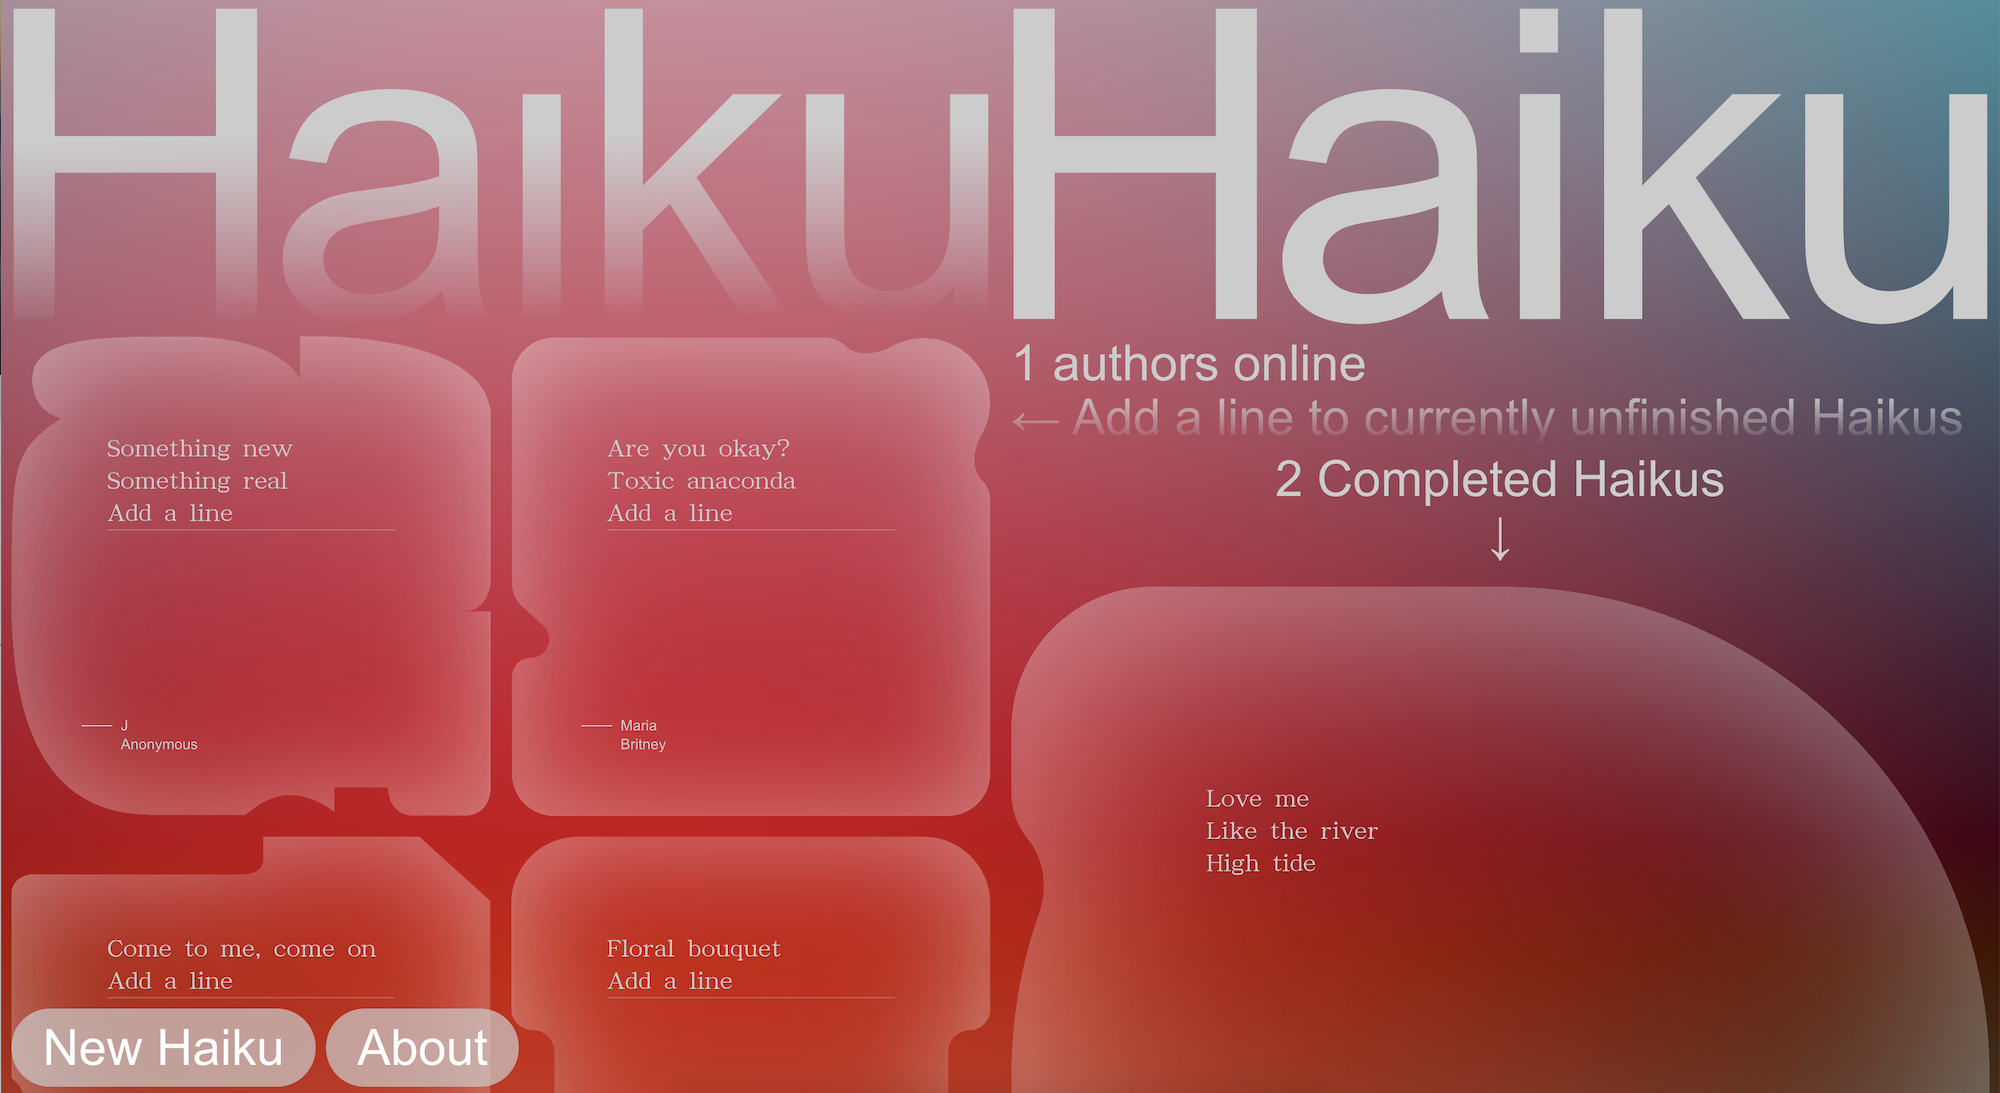 Haiku
Haiku
1 authors online
← Add a line to currently unfinished Haikus
2 Completed Haikus
↓
Something new
Something real
Add a line
J
Anonymous
Are you okay?
Toxic anaconda
Add a line
Maria
Britney
Love me
Like the river
High tide
Come to me, come on
Add a line
Floral bouquet
Add a line
New Haiku
About